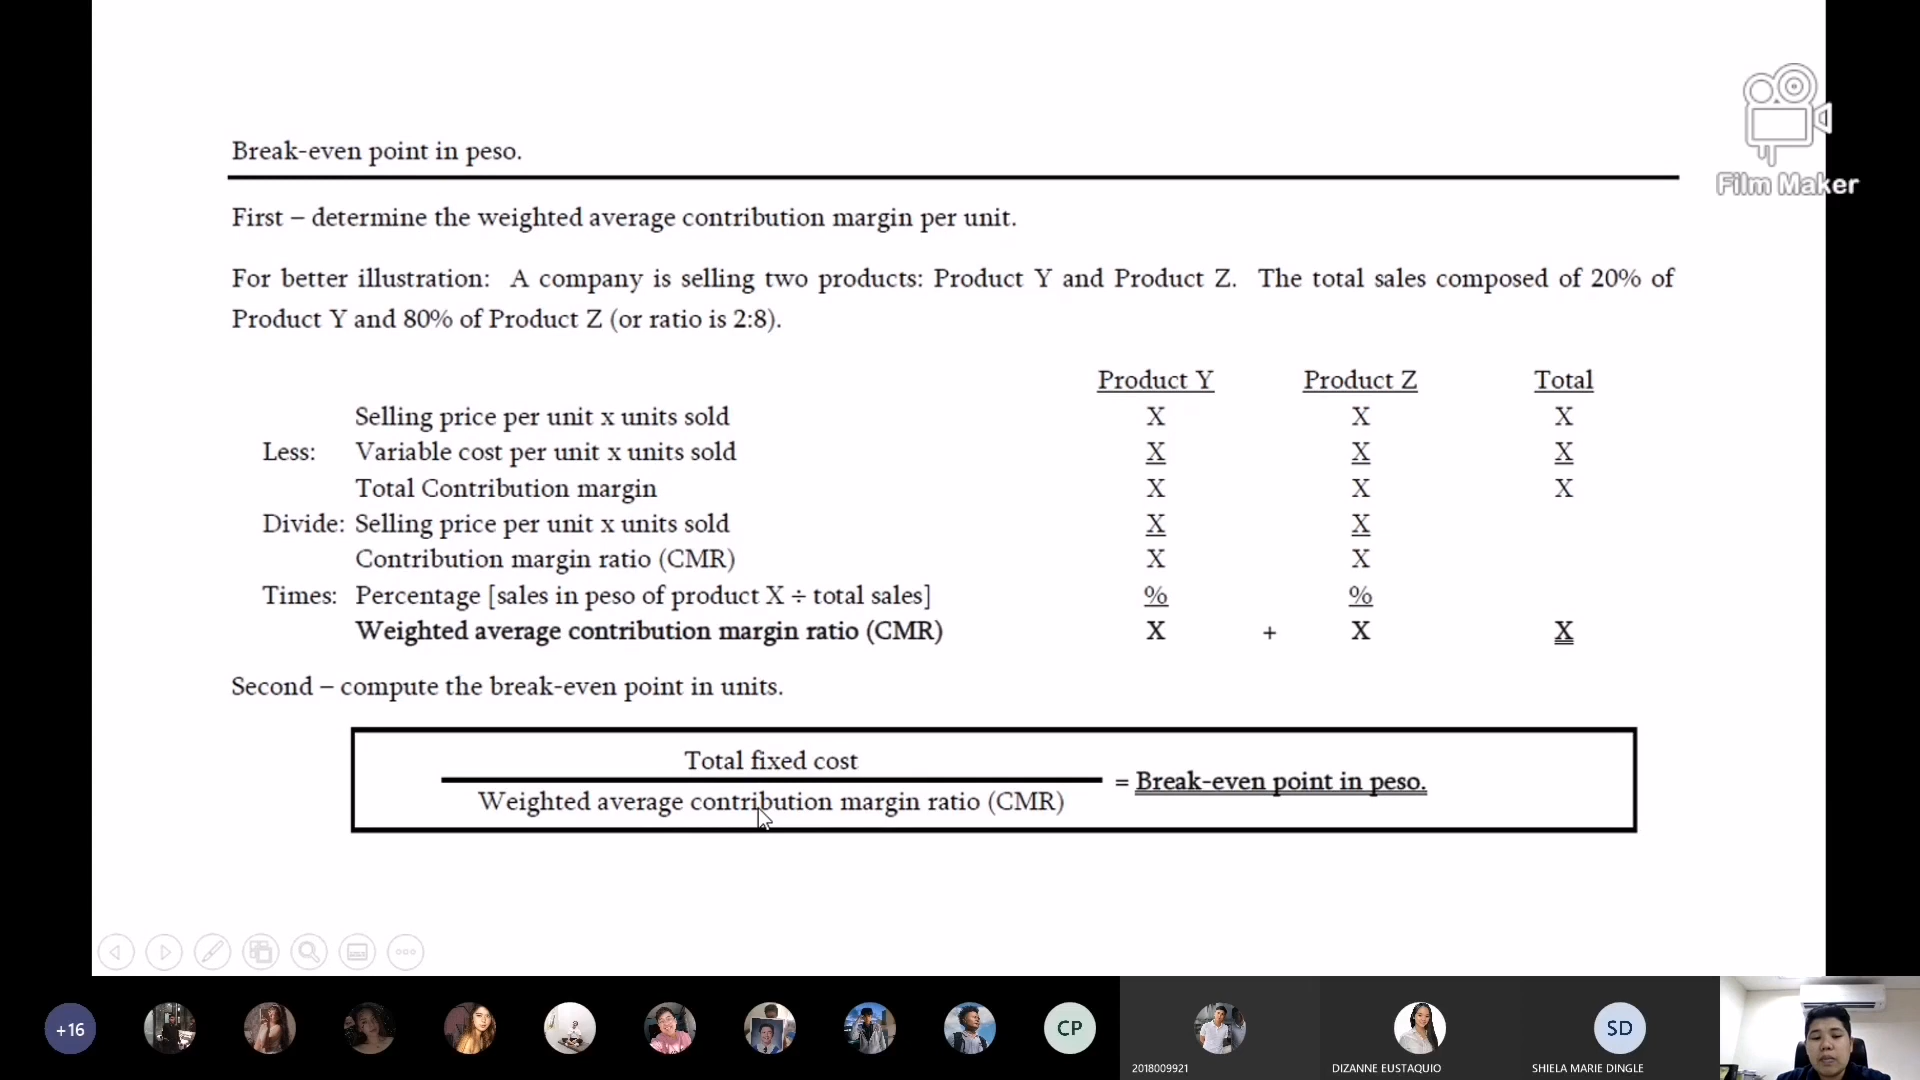 Film Maker
Break-even point in peso.
First – determine the weighted average contribution margin per unit.
For better illustration: A company is selling two products: Product Y and Product Z. The total sales composed of 20% of
Product Y and 80% of Product Z (or ratio is 2:8).
Product Y Product Z Total
Selling price per unit x units sold X X X
Less: Variable cost per unit x units sold X X X
Total Contribution margin X X X
Divide: Selling price per unit x units sold X X
Contribution margin ratio (CMR) X X
Times: Percentage [sales in peso of product X ÷ total sales] % %
Weighted average contribution margin ratio (CMR) X + X X
Second – compute the break-even point in units.
Total fixed cost
= Break-even point in peso.
Weighted average contribution margin ratio (CMR)
+16
CP
SD
2018009921 DIZANNE EUSTAQUIO SHIELA MARIE DINGLE